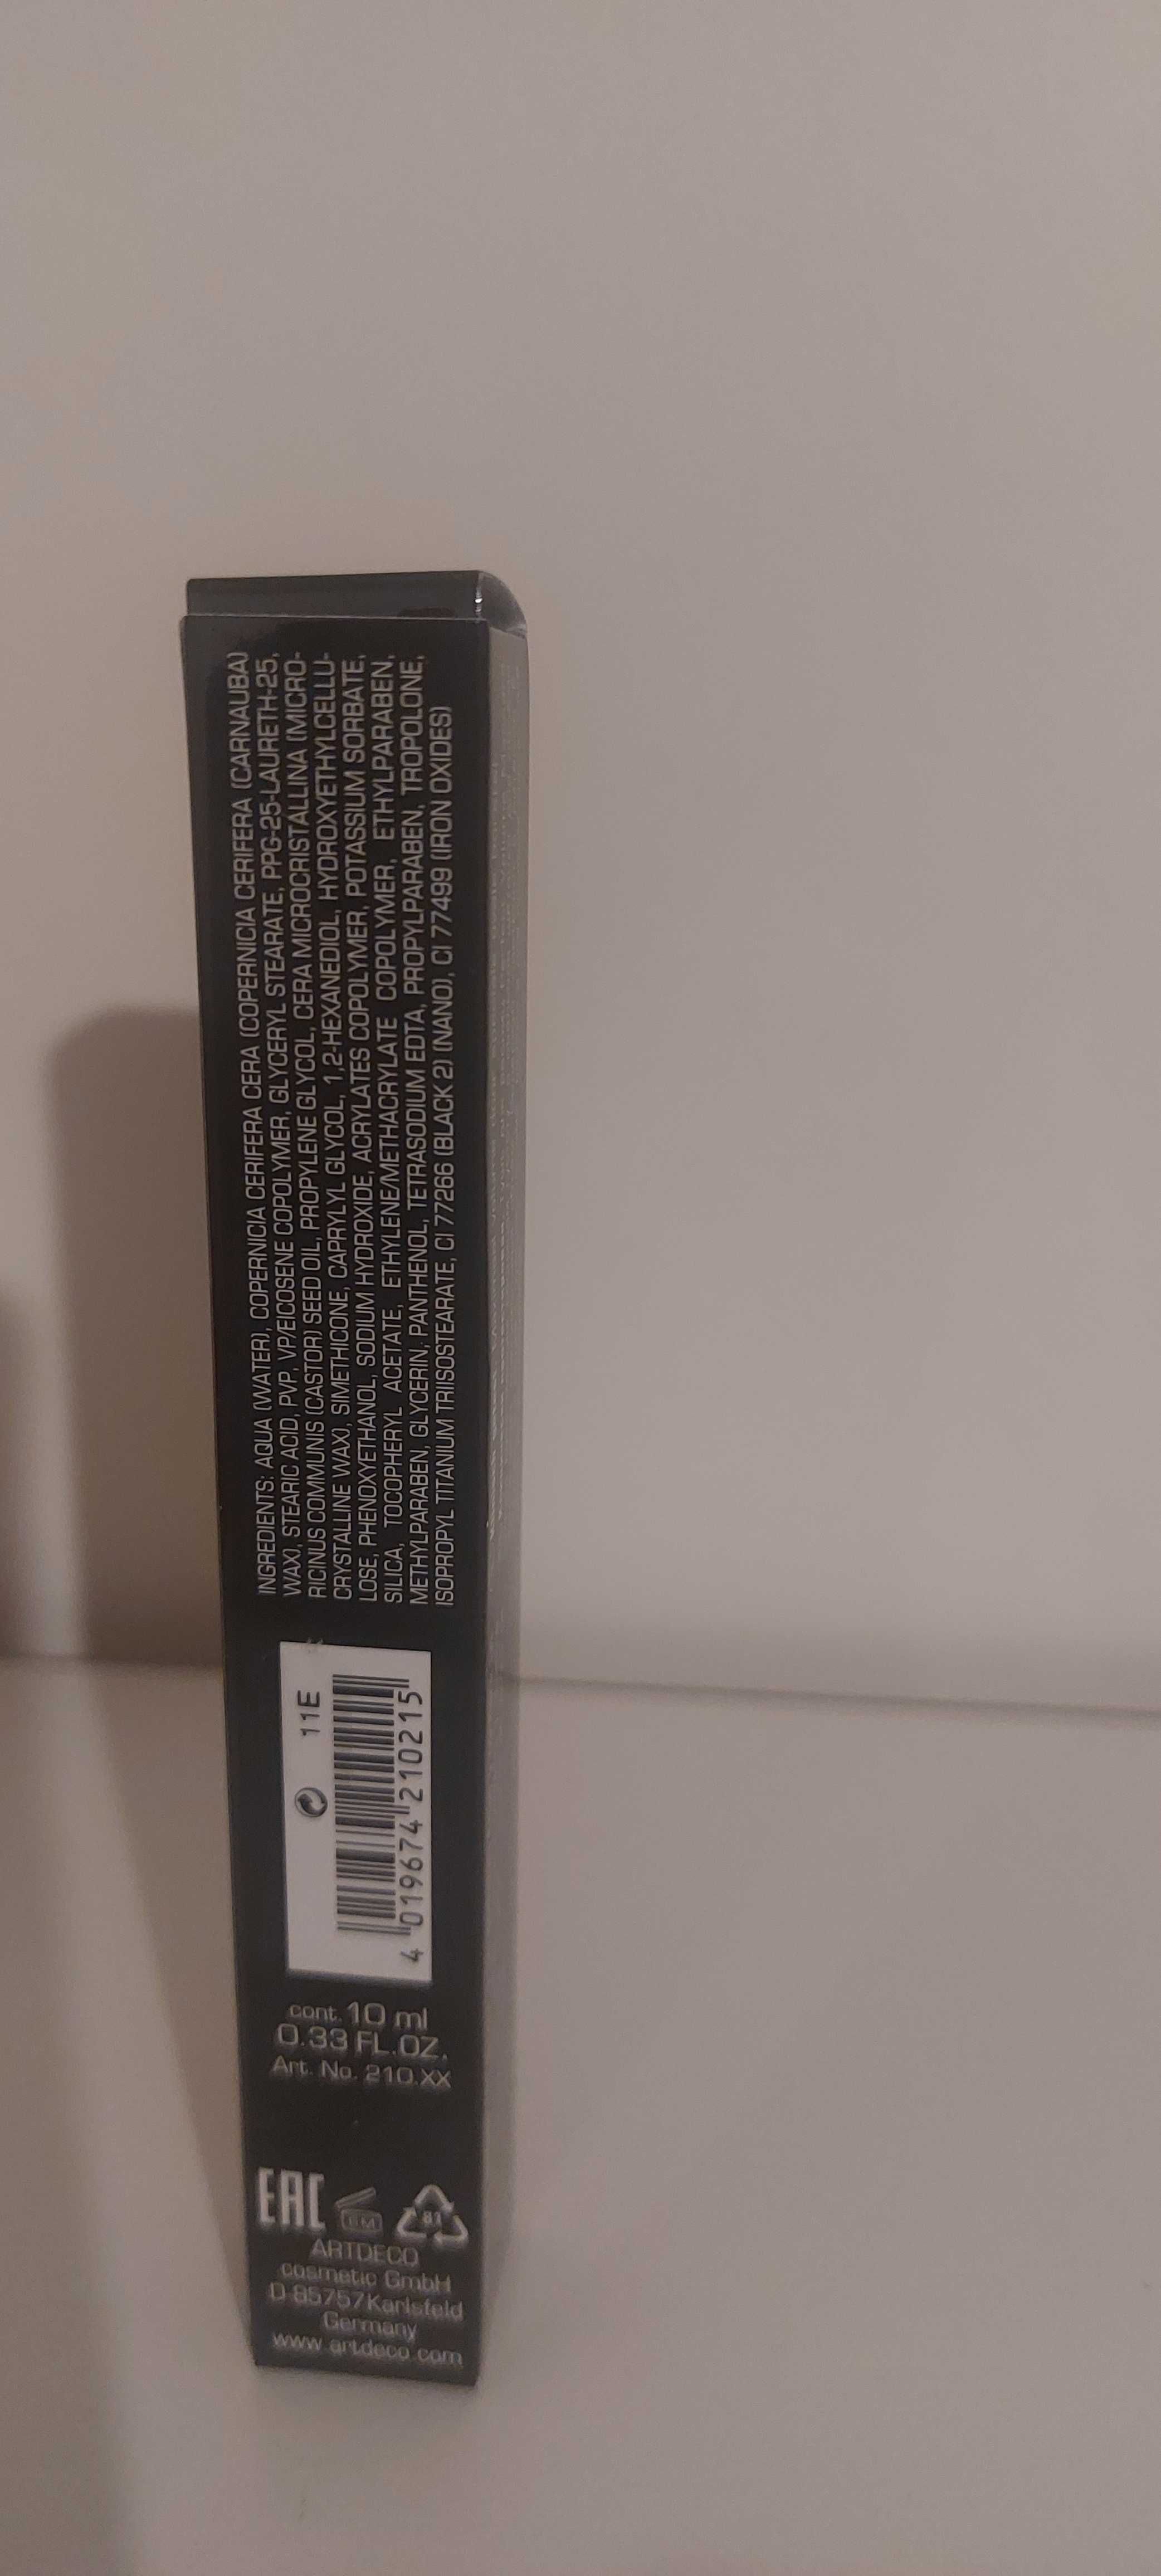 INGREDIENTS: AQUA (WATER), COPERNICIA CERIFERA CERA (COPERNICIA CERIFERA (CARNAUBA)
WAX), STEARIC ACID, PVP, VP/EICOSENE COPOLYMER, GLYCERYL STEARATE, PPG-25-LAURETH-25,
RICINUS COMMUNIS (CASTOR) SEED OIL, PROPYLENE GLYCOL, CERA MICROCRISTALLINA (MICRO-
CRYSTALLINE WAX), SIMETHICONE, CAPRYLYL GLYCOL, 1,2-HEXANEDIOL, HYDROXYETHYLCELLU-
LOSE, PHENOXYETHANOL, SODIUM HYDROXIDE, ACRYLATES COPOLYMER, POTASSIUM SORBATE,
SILICA, TOCOPHERYL ACETATE, ETHYLENE/METHACRYLATE COPOLYMER, ETHYLPARABEN,
METHYLPARABEN, GLYCERIN, PANTHENOL, TETRASODIUM EDTA, PROPYLPARABEN, TROPOLONE,
ISOPROPYL TITANIUM TRIISOSTEARATE, CI 77266 (BLACK 2) (NANO), CI 77499 (IRON OXIDES)
11E
4 019674 210215
cont. 10 ml
0.33 FL.OZ.
Art. No. 210.XX
EAC
81
ARTDECO
cosmetic GmbH
D-85757 Karlsfeld
Germany
www.artdeco.com